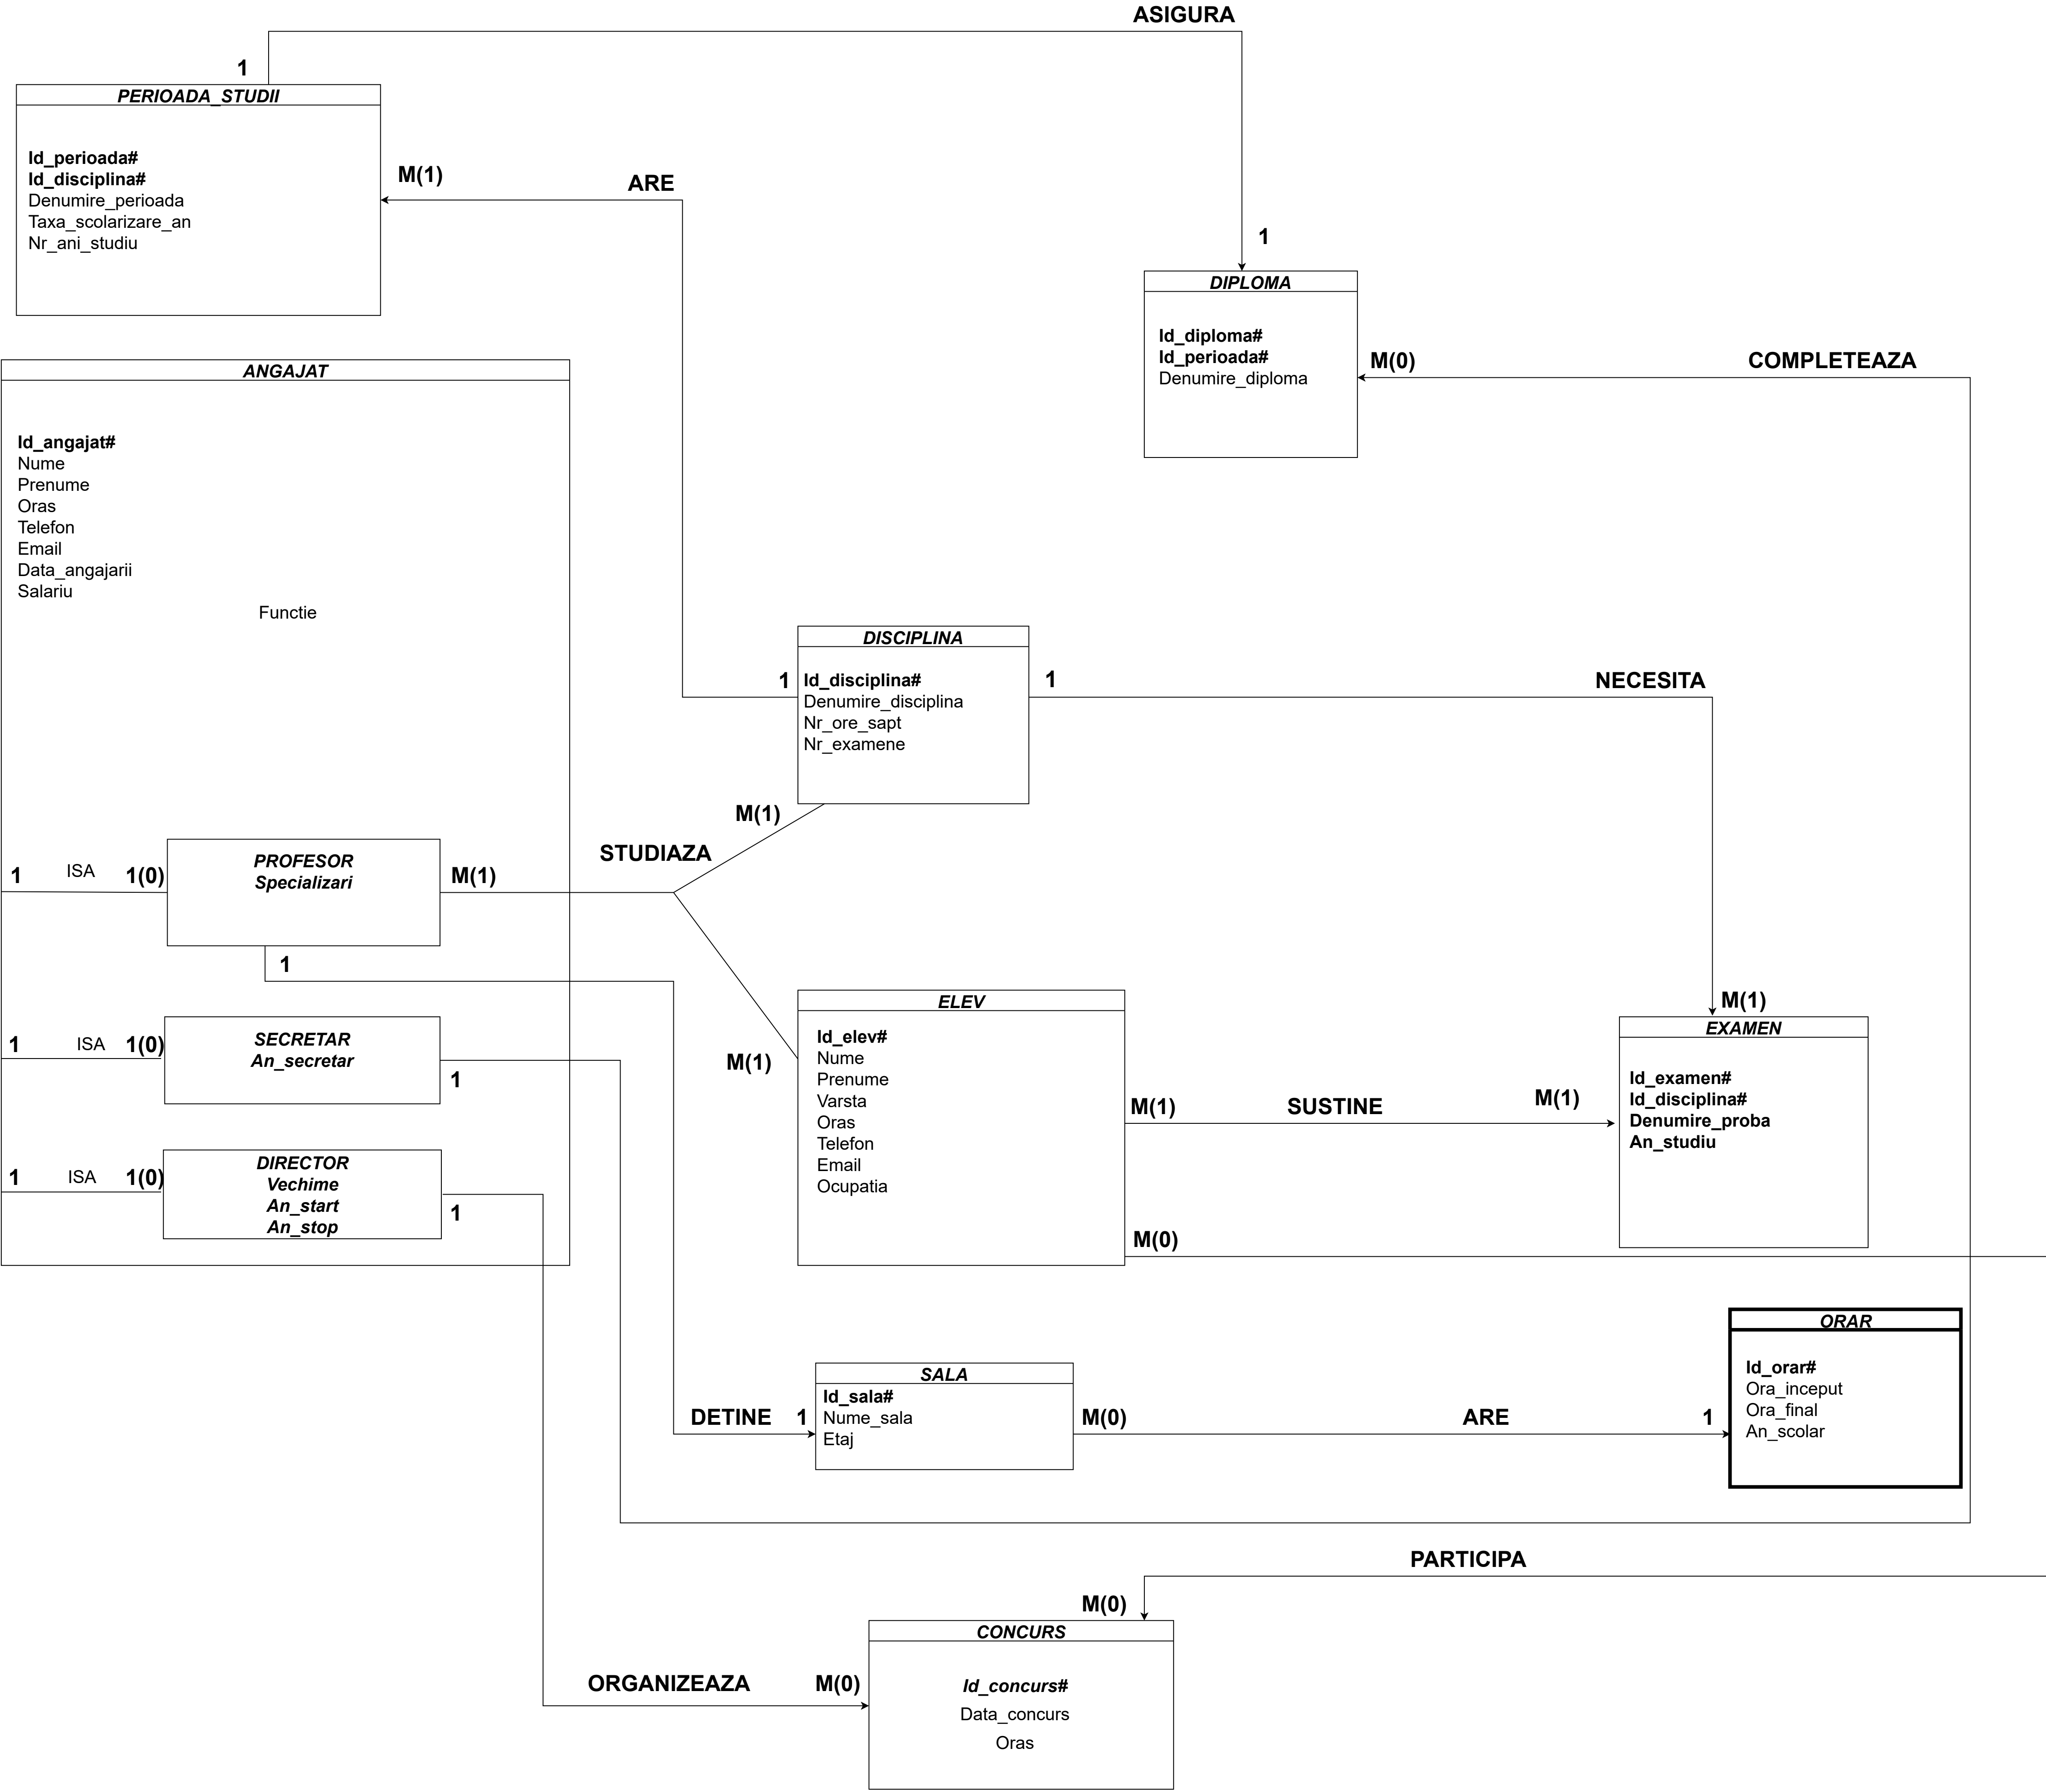 ASIGURA
1
PERIOADA_STUDII
Id_perioada#
Id_disciplina#
Denumire_perioada
Taxa_scolarizare_an
Nr_ani_studiu
M(1)
ARE
1
DIPLOMA
Id_diploma#
Id_perioada#
Denumire_diploma
M(0)
COMPLETEAZA
ANGAJAT
Id_angajat#
Nume
Prenume
Oras
Telefon
Email
Data_angajarii
Salariu
Functie
DISCIPLINA
1
Id_disciplina#
Denumire_disciplina
Nr_ore_sapt
Nr_examene
1
NECESITA
M(1)
STUDIAZA
1
ISA
1(0)
PROFESOR
Specializari
M(1)
1
M(1)
1
ISA
1(0)
SECRETAR
An_secretar
1
1
ISA
1(0)
DIRECTOR
Vechime
An_start
An_stop
1
ELEV
Id_elev#
Nume
Prenume
Varsta
Oras
Telefon
Email
Ocupatia
M(1)
SUSTINE
M(1)
M(1)
EXAMEN
Id_examen#
Id_disciplina#
Denumire_proba
An_studiu
M(0)
DETINE
1
SALA
Id_sala#
Nume_sala
Etaj
M(0)
ARE
1
ORAR
Id_orar#
Ora_inceput
Ora_final
An_scolar
PARTICIPA
M(0)
ORGANIZEAZA
M(0)
CONCURS
Id_concurs#
Data_concurs
Oras